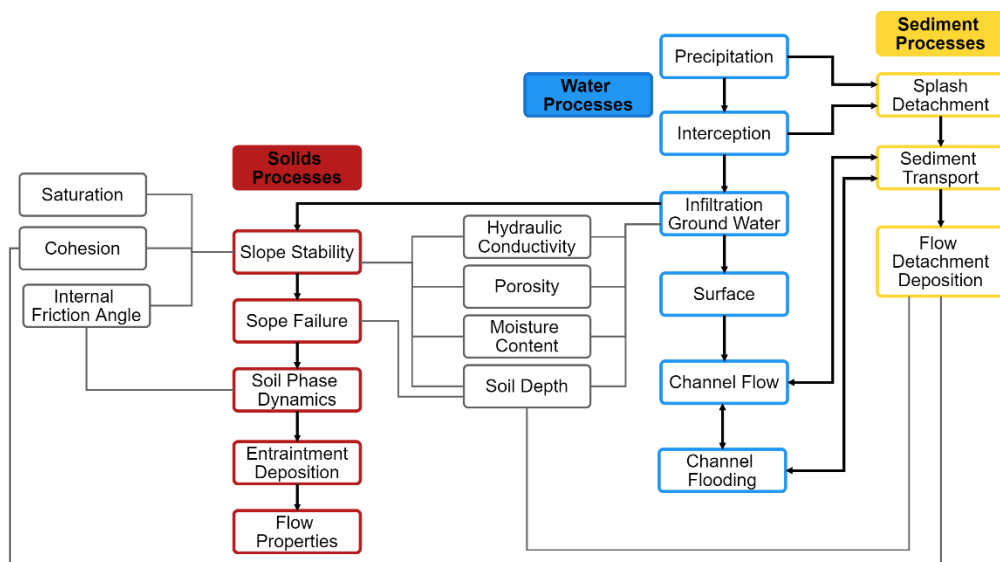 Sediment
Processes
Precipitation
Water
Processes
Splash
Detachment
Interception
Solids
Processes
Sediment
Transport
Saturation
Infiltration
Ground Water
Hydraulic
Conductivity
Cohesion
Slope Stability
Flow
Detachment
Deposition
Internal
Friction Angle
Porosity
Surface
Sope Failure
Moisture
Content
Soil Phase
Dynamics
Soil Depth
Channel Flow
Entraintment
Deposition
Channel
Flooding
Flow
Properties